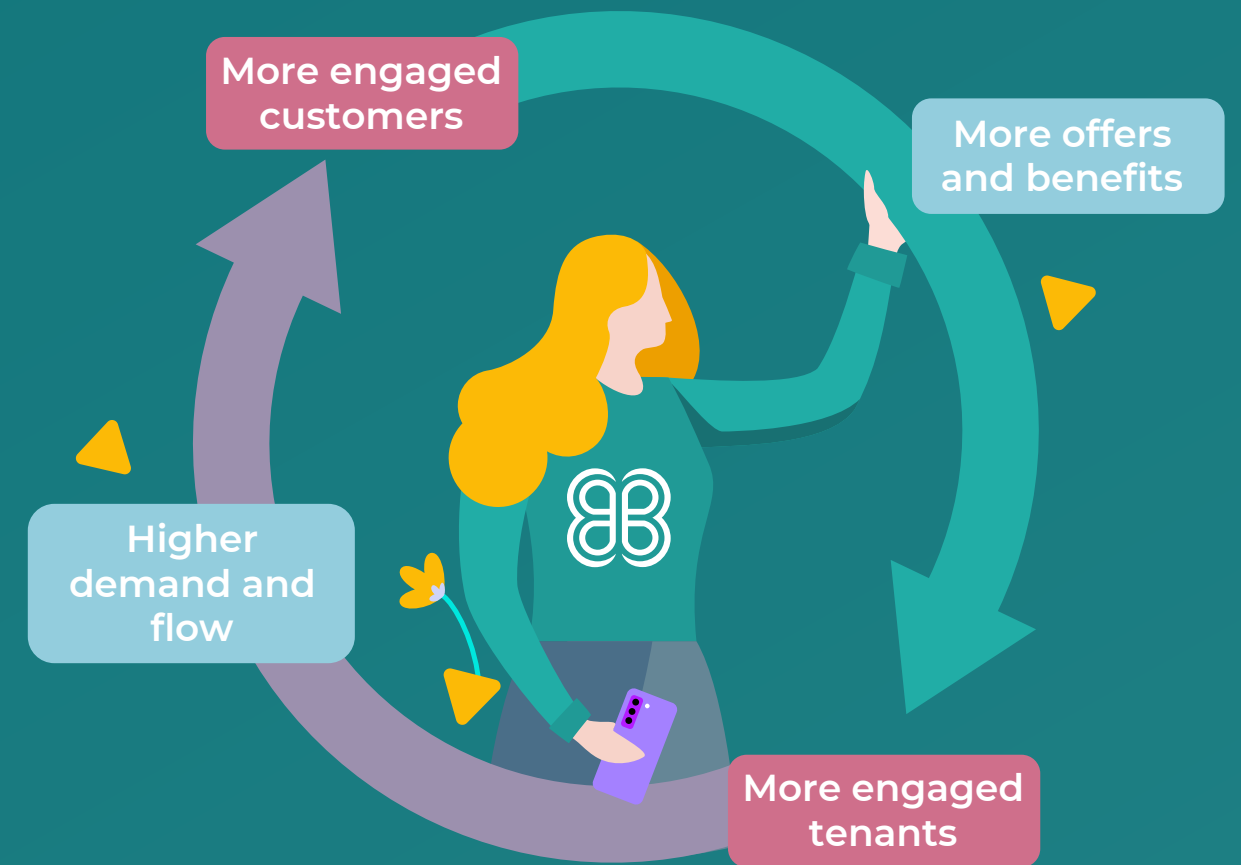 More engaged
customers
More offers
and benefits
Higher
demand and
flow
More engaged
tenants